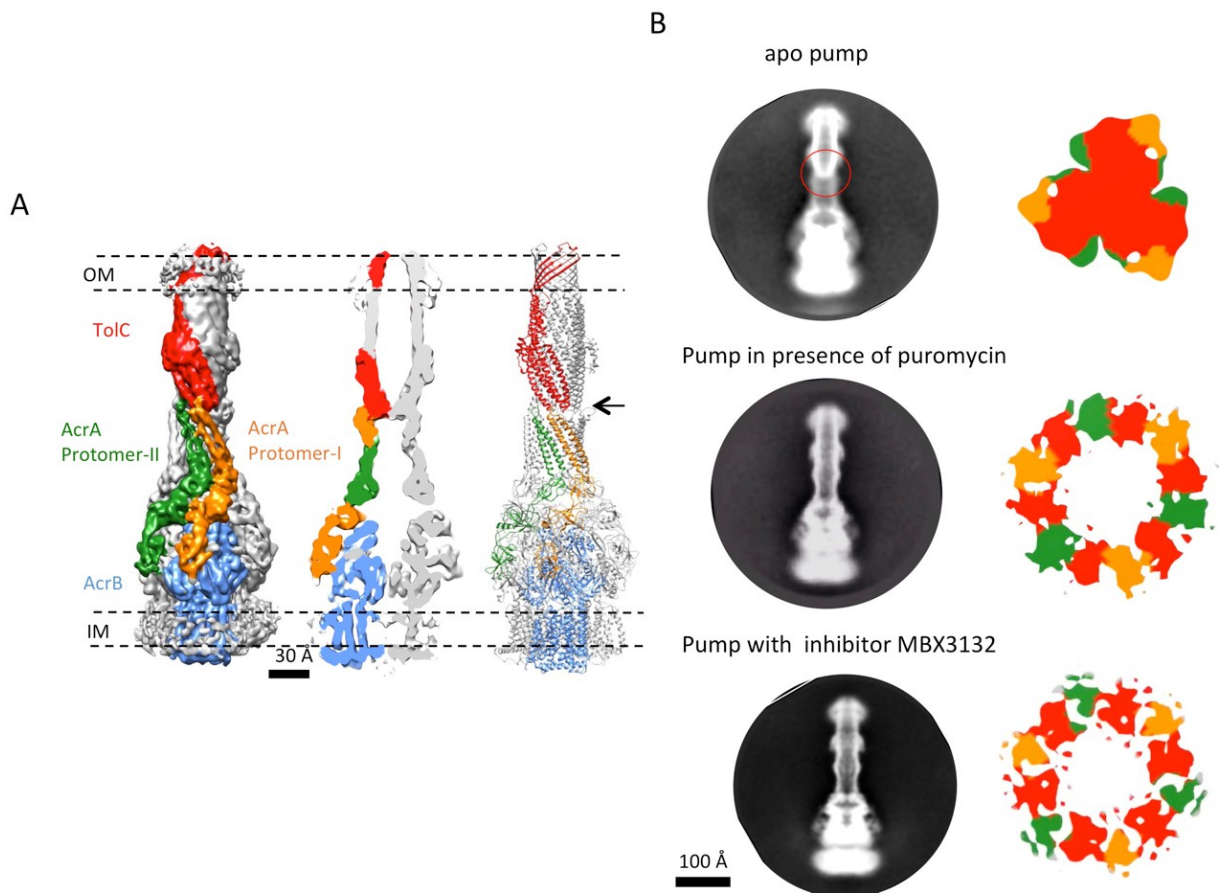 A
OM
TolC
AcrA
Protomer-II
AcrA
Protomer-I
AcrB
IM
30 Å
B
apo pump
Pump in presence of puromycin
Pump with inhibitor MBX3132
100 Å